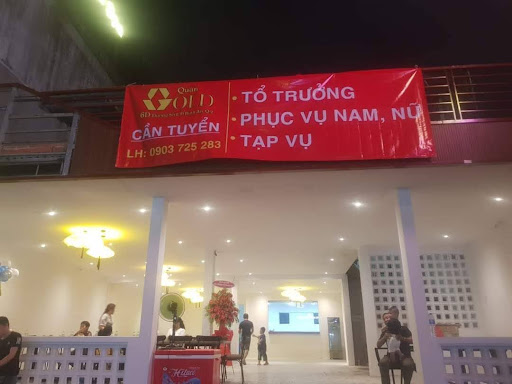 Quán
GOLD
CẦN TUYỂN
LH: 0903 725 283
• TỔ TRƯỞNG
• PHỤC VỤ NAM, NỮ
• TẠP VỤ